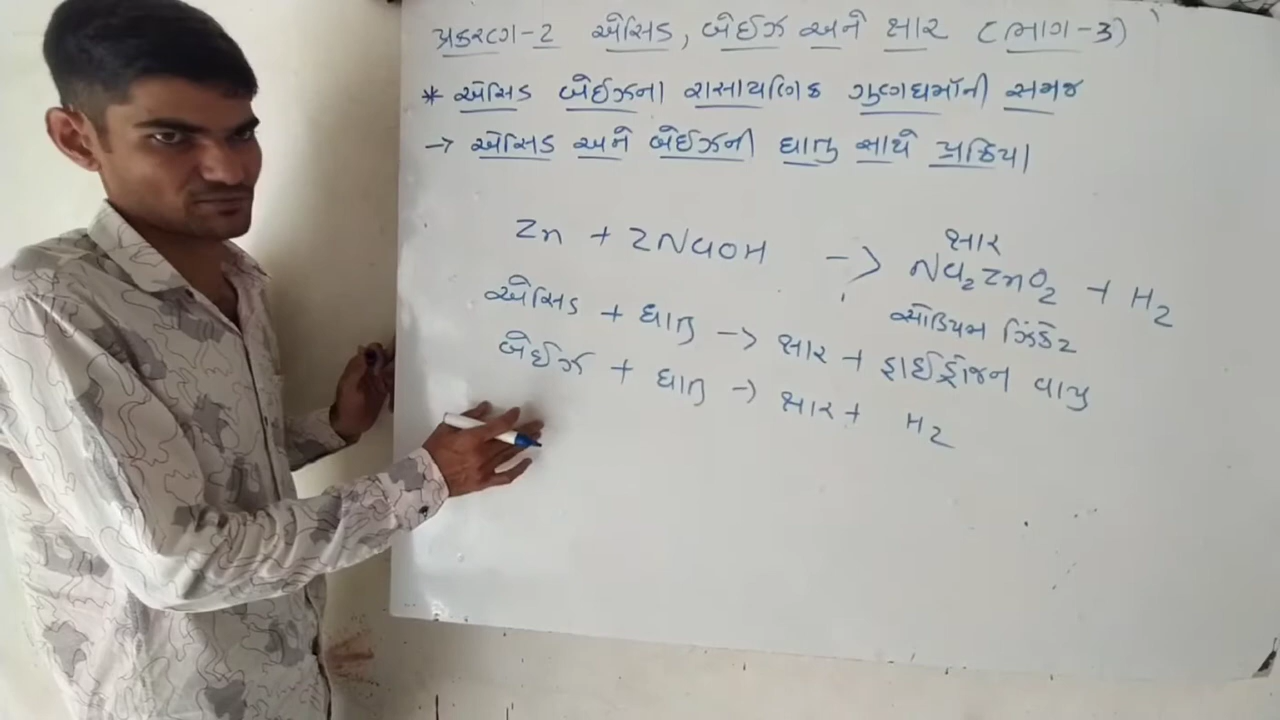 પ્રકરણ-2 એસિડ, બેઈઝ અને ક્ષાર (ભાગ-3)
* એસિડ બેઈઝના રાસાયણિક ગુણધર્મોની સમજ
→ એસિડ અને બેઈઝની ધાતુ સાથે પ્રક્રિયા
ક્ષાર
Zn + 2NaOH → Na₂ZnO₂ + H₂
સોડિયમ ઝિંકેટ
એસિડ + ધાતુ → ક્ષાર + હાઈડ્રોજન વાયુ
બેઈઝ + ધાતુ → ક્ષાર + H₂